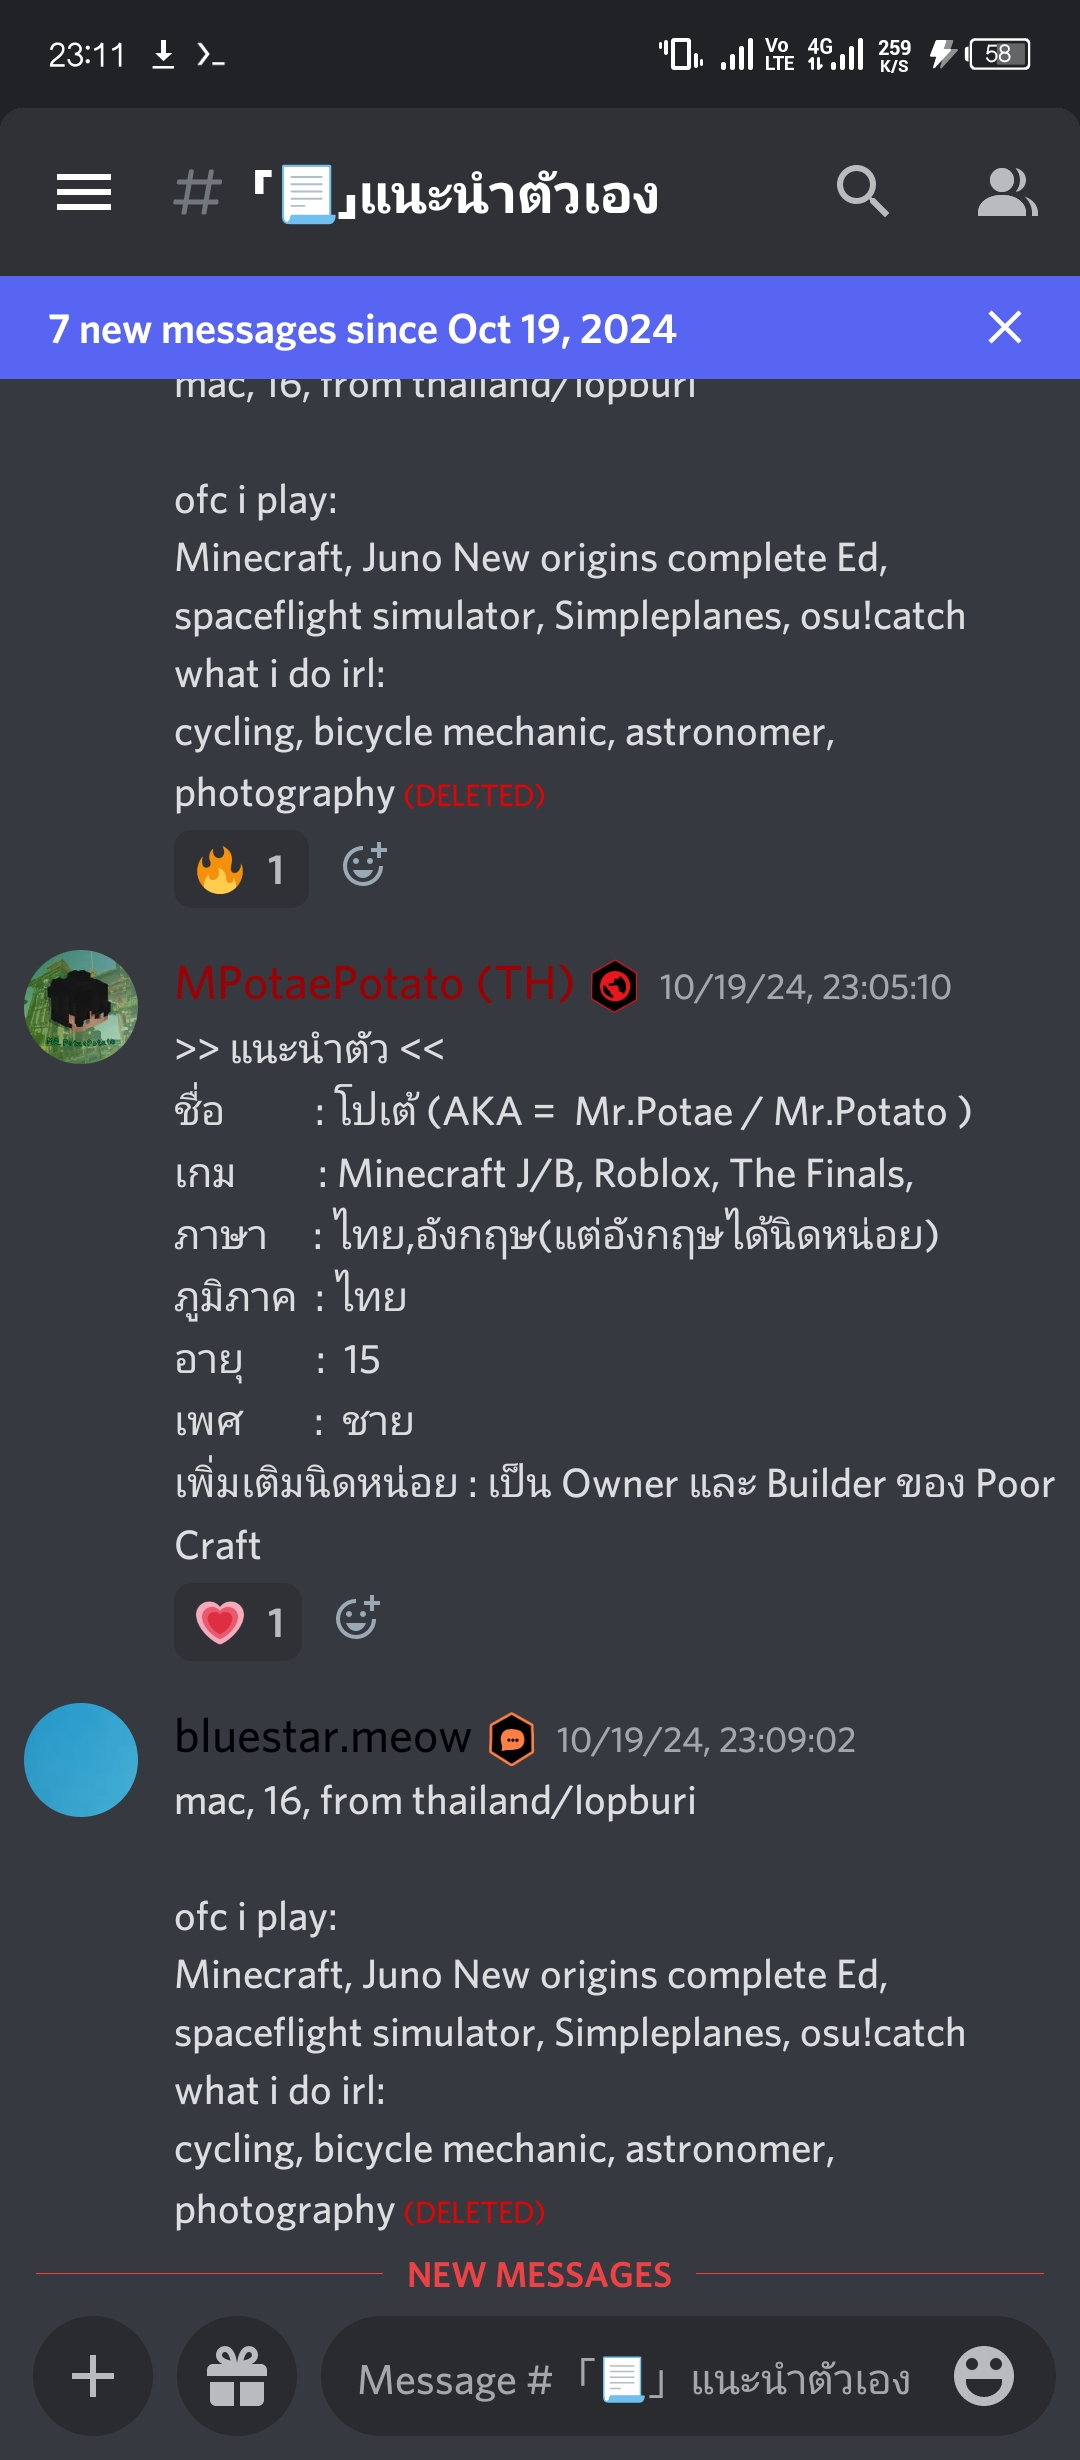 23:11
Vo LTE 4G 259 K/S 58
# 「📃」แนะนำตัวเอง
7 new messages since Oct 19, 2024
mac, 16, from thailand/lopburi
ofc i play:
Minecraft, Juno New origins complete Ed,
spaceflight simulator, Simpleplanes, osu!catch
what i do irl:
cycling, bicycle mechanic, astronomer,
photography (DELETED)
🔥 1
MPotaePotato (TH) 10/19/24, 23:05:10
>> แนะนำตัว <<
ชื่อ : โปเต้ (AKA = Mr.Potae / Mr.Potato )
เกม : Minecraft J/B, Roblox, The Finals,
ภาษา : ไทย,อังกฤษ(แต่อังกฤษได้นิดหน่อย)
ภูมิภาค : ไทย
อายุ : 15
เพศ : ชาย
เพิ่มเติมนิดหน่อย : เป็น Owner และ Builder ของ Poor
Craft
💗 1
bluestar.meow 10/19/24, 23:09:02
mac, 16, from thailand/lopburi
ofc i play:
Minecraft, Juno New origins complete Ed,
spaceflight simulator, Simpleplanes, osu!catch
what i do irl:
cycling, bicycle mechanic, astronomer,
photography (DELETED)
NEW MESSAGES
Message #「📃」แนะนำตัวเอง